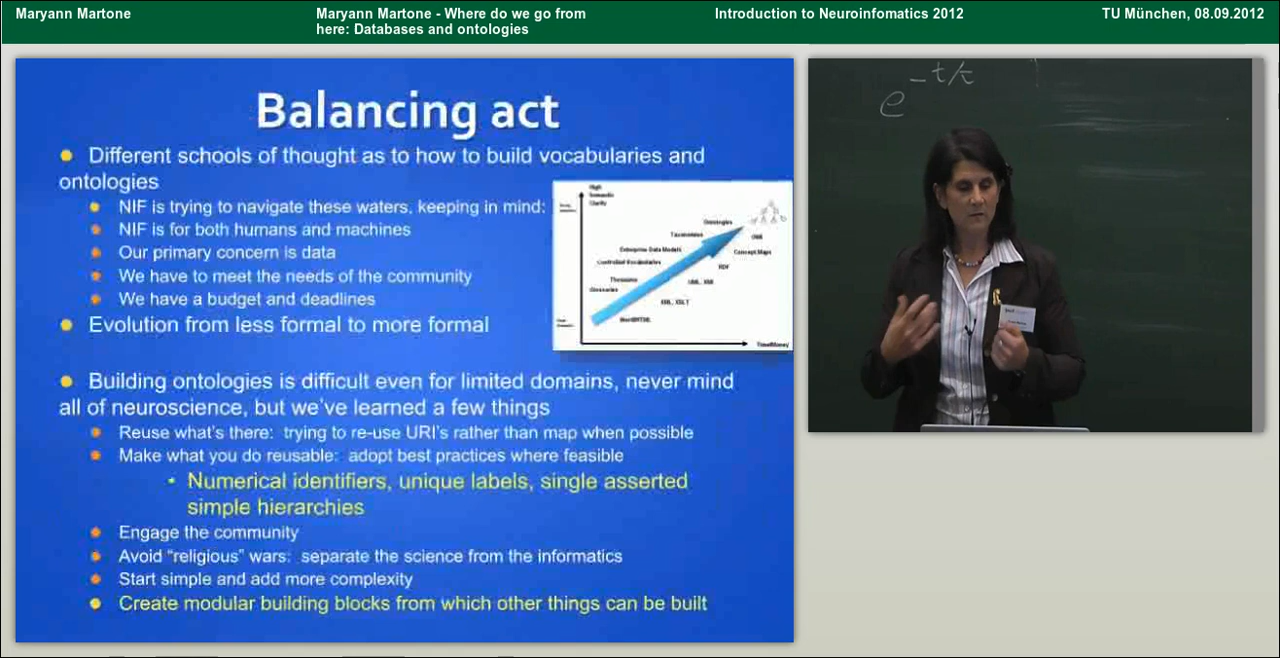 Maryann Martone
Maryann Martone - Where do we go from
here: Databases and ontologies
Introduction to Neuroinfomatics 2012
TU München, 08.09.2012
Balancing act
Different schools of thought as to how to build vocabularies and
ontologies
NIF is trying to navigate these waters, keeping in mind:
NIF is for both humans and machines
Our primary concern is data
We have to meet the needs of the community
We have a budget and deadlines
Evolution from less formal to more formal
High
Semantic
Clarity
Ontologies
Taxonomies
Enterprise Data Models
Controlled Vocabularies
Thesaurus
Glossaries
OWL
Concept Maps
RDF
UML, XMI
XML, XSLT
Time/Money
Building ontologies is difficult even for limited domains, never mind
all of neuroscience, but we've learned a few things
Reuse what's there: trying to re-use URI's rather than map when possible
Make what you do reusable: adopt best practices where feasible
• Numerical identifiers, unique labels, single asserted
simple hierarchies
Engage the community
Avoid "religious" wars: separate the science from the informatics
Start simple and add more complexity
Create modular building blocks from which other things can be built
e^-t/τ